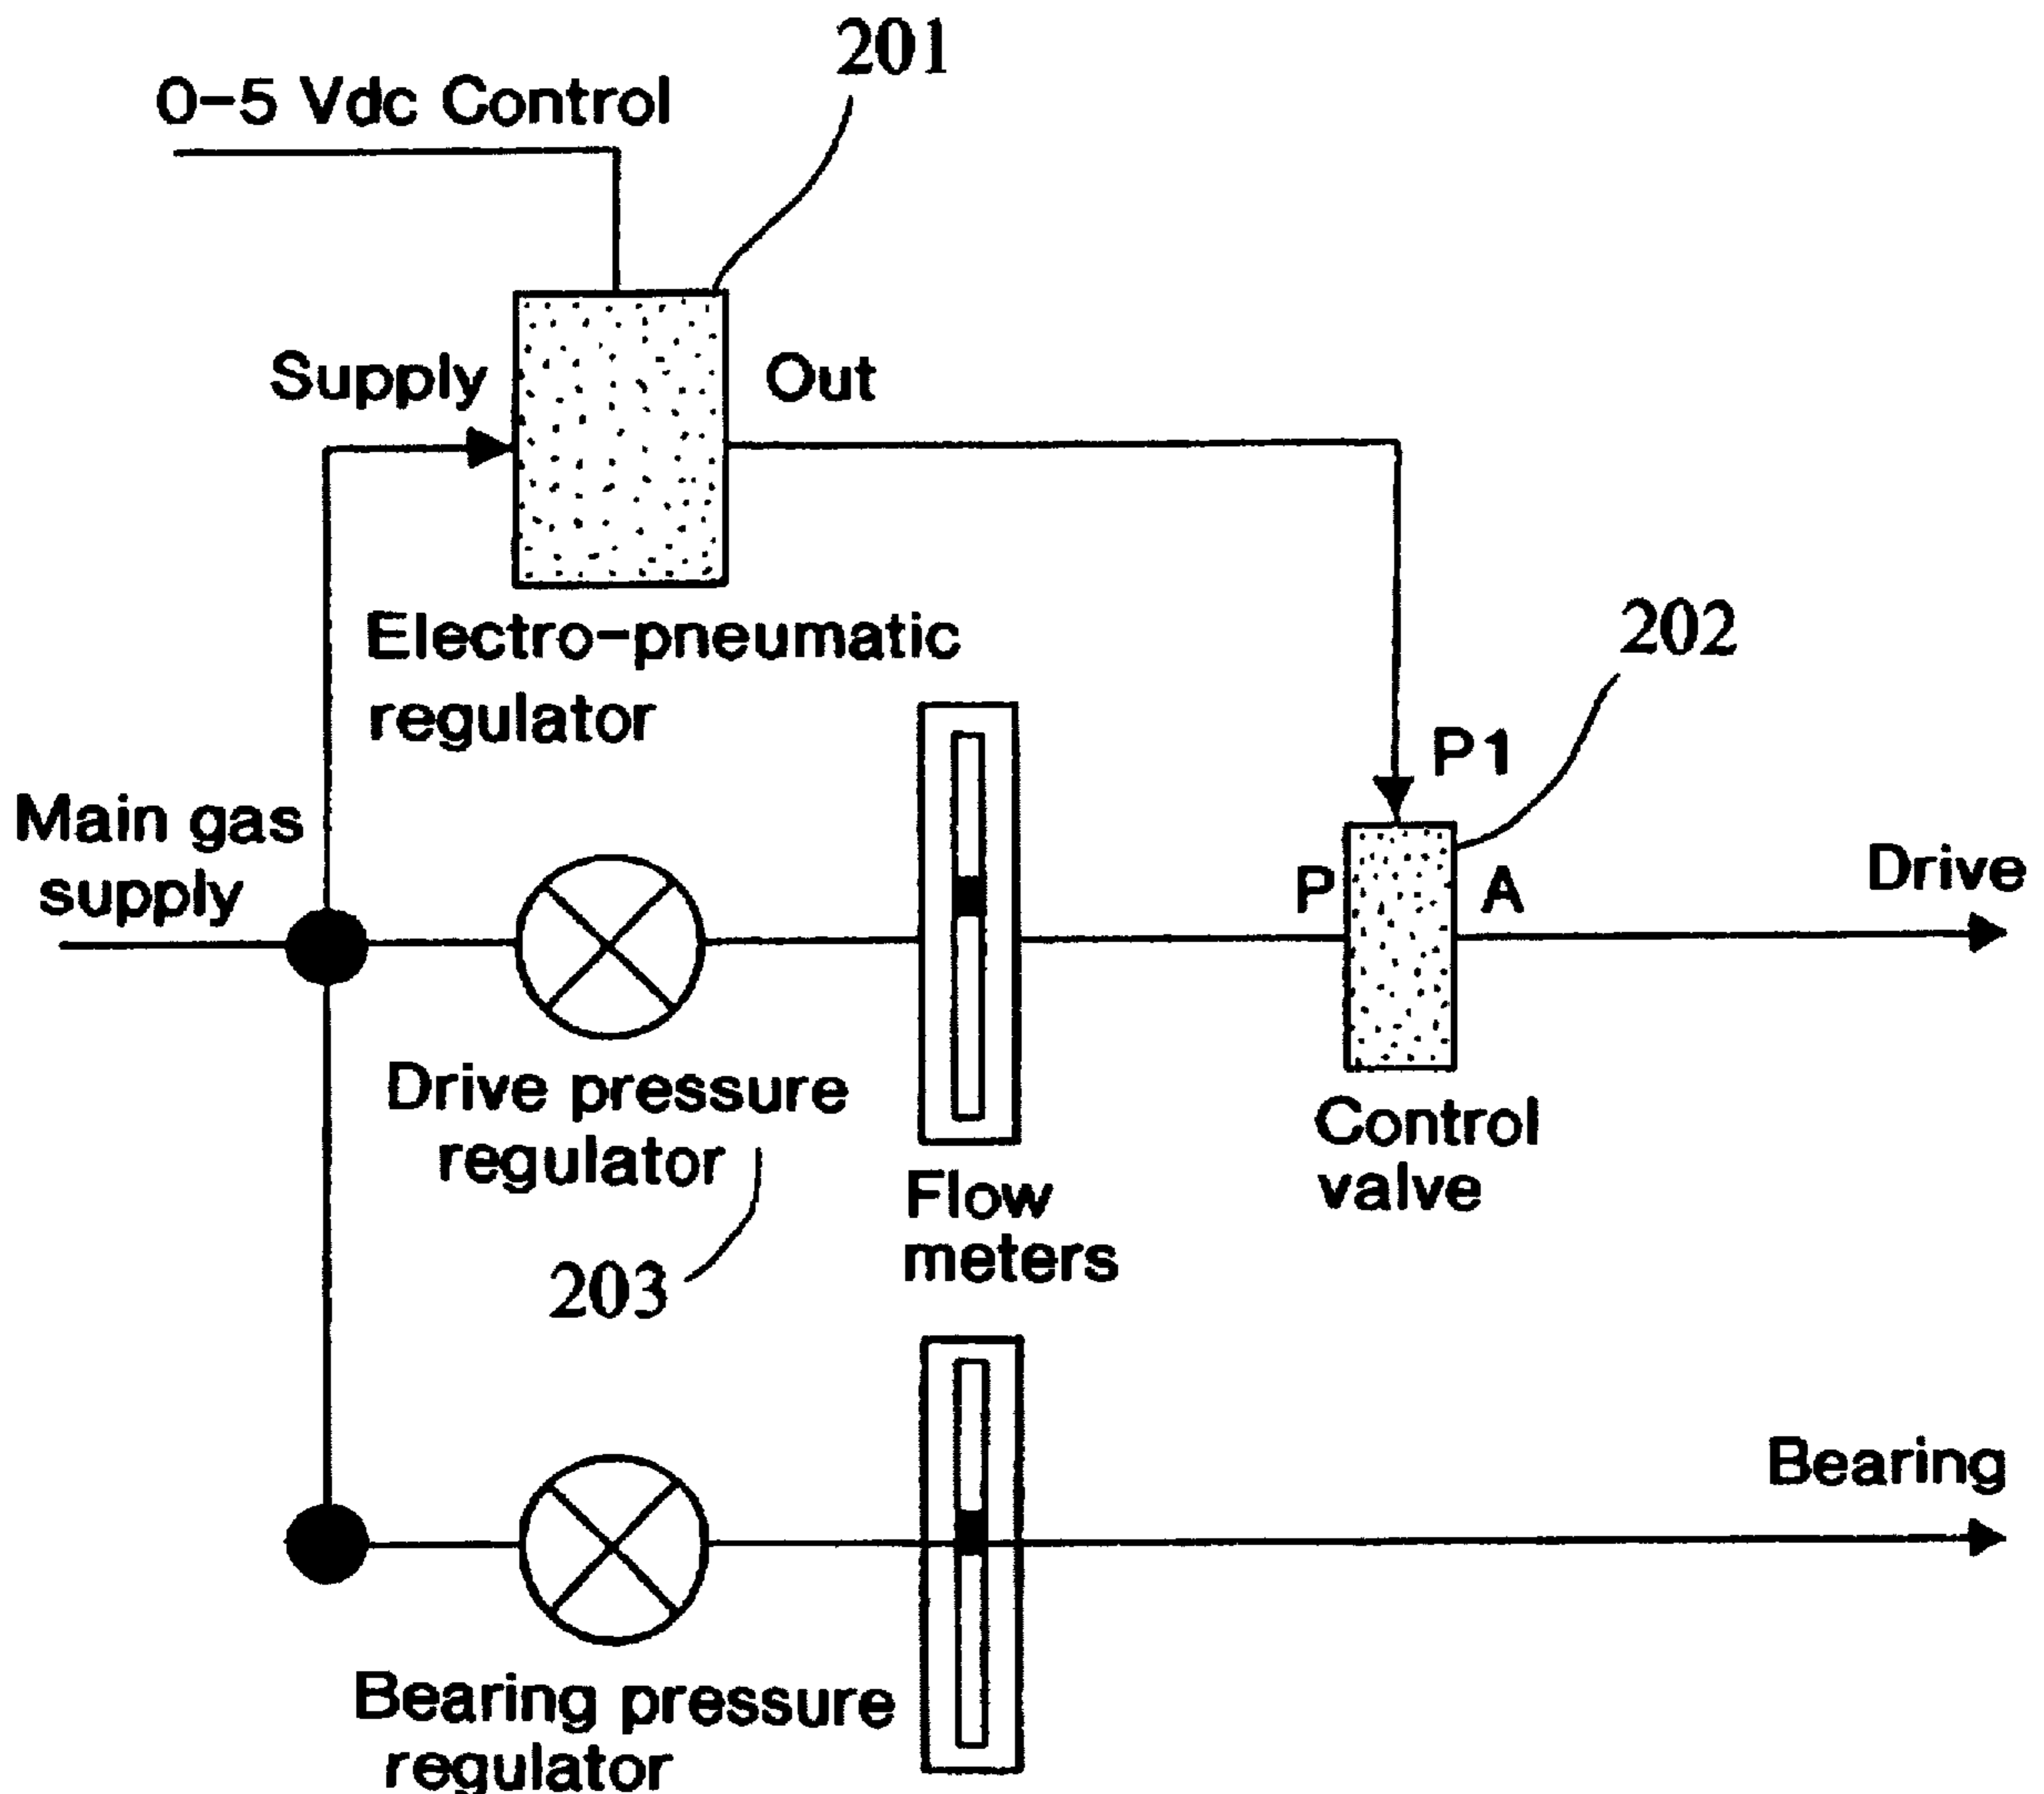 201
0-5 Vdc Control
Supply
Out
Electro-pneumatic
regulator
202
P1
Main gas
supply
P
A
Drive
Drive pressure
regulator
203
Flow
meters
Control
valve
Bearing
Bearing pressure
regulator